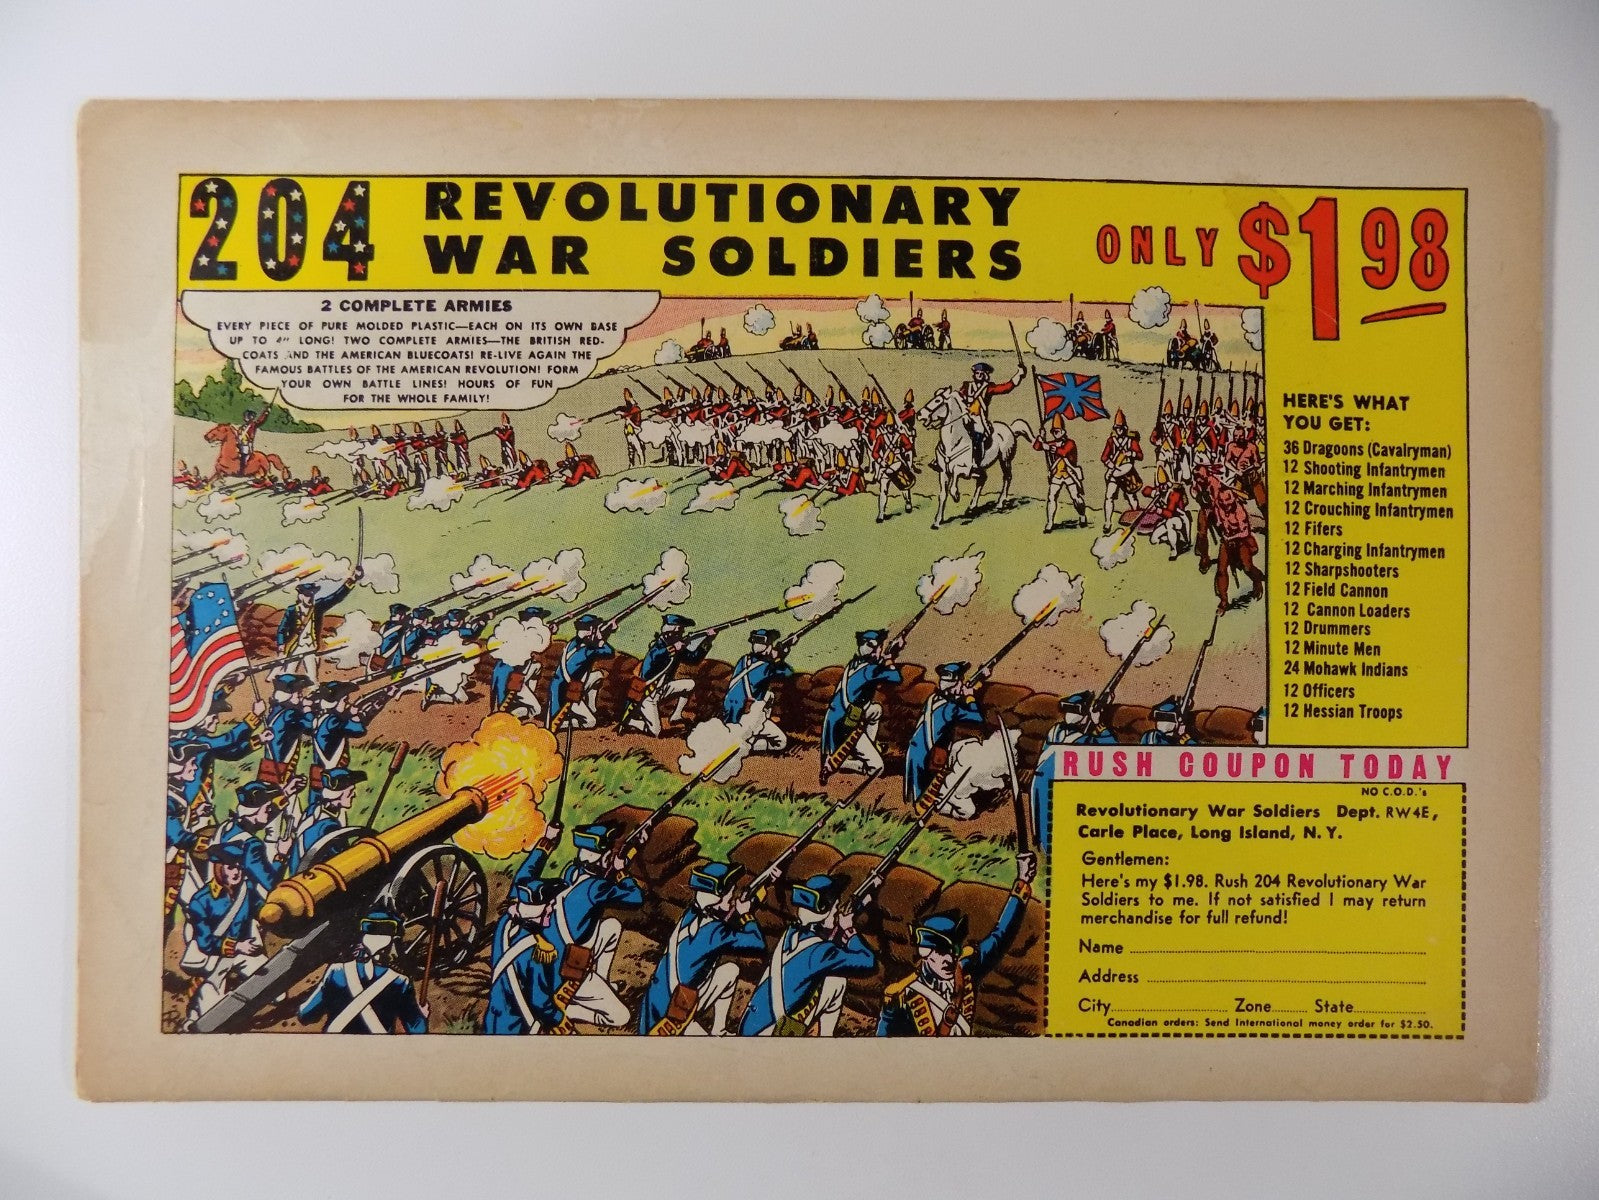 204 REVOLUTIONARY
WAR SOLDIERS
ONLY $1.98
2 COMPLETE ARMIES
EVERY PIECE OF PURE MOLDED PLASTIC—EACH ON ITS OWN BASE
UP TO 4" LONG! TWO COMPLETE ARMIES—THE BRITISH RED-
COATS AND THE AMERICAN BLUECOATS! RE-LIVE AGAIN THE
FAMOUS BATTLES OF THE AMERICAN REVOLUTION! FORM
YOUR OWN BATTLE LINES! HOURS OF FUN
FOR THE WHOLE FAMILY!
HERE'S WHAT
YOU GET:
36 Dragoons (Cavalryman)
12 Shooting Infantrymen
12 Marching Infantrymen
12 Crouching Infantrymen
12 Fifers
12 Charging Infantrymen
12 Sharpshooters
12 Field Cannon
12 Cannon Loaders
12 Drummers
12 Minute Men
24 Mohawk Indians
12 Officers
12 Hessian Troops
RUSH COUPON TODAY
NO C.O.D.'s
Revolutionary War Soldiers Dept. RW4E,
Carle Place, Long Island, N. Y.
Gentlemen:
Here's my $1.98. Rush 204 Revolutionary War
Soldiers to me. If not satisfied I may return
merchandise for full refund!
Name
Address
City Zone State
Canadian orders: Send International money order for $2.50.